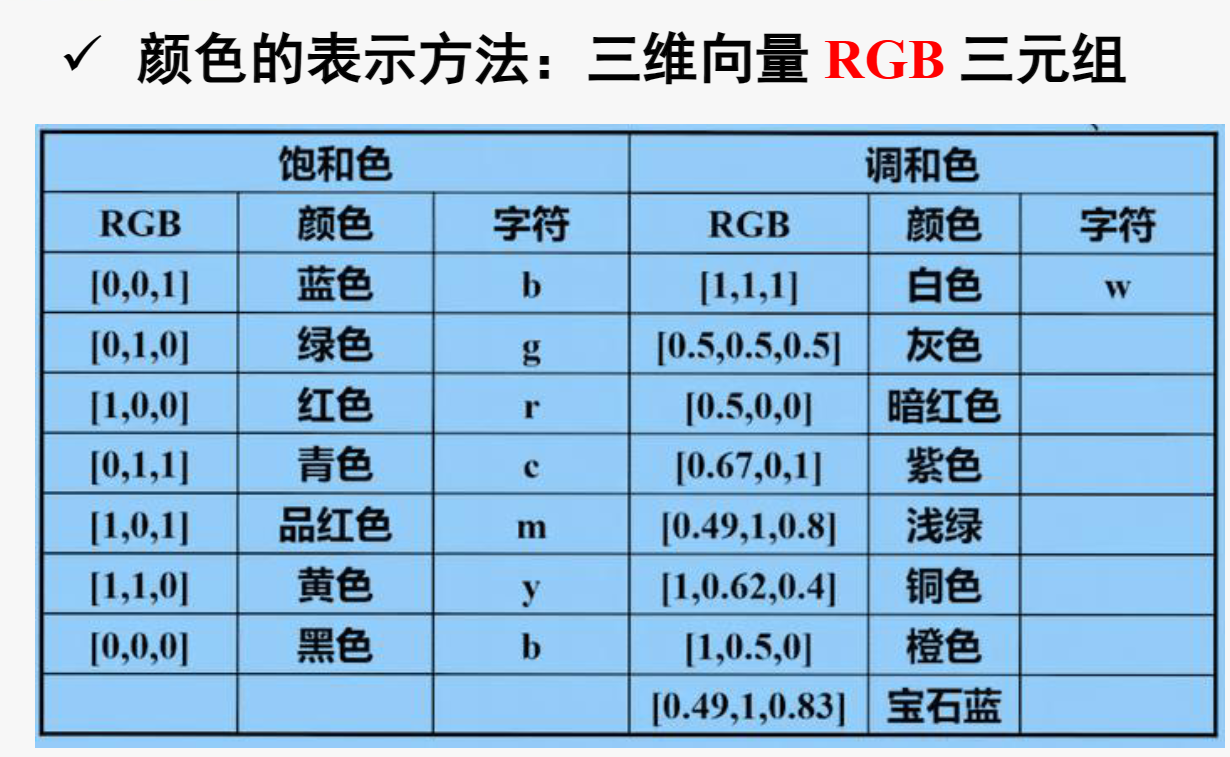 ✓ 颜色的表示方法：三维向量 RGB 三元组
饱和色 调和色
RGB 颜色 字符 RGB 颜色 字符
[0,0,1] 蓝色 b [1,1,1] 白色 w
[0,1,0] 绿色 g [0.5,0.5,0.5] 灰色
[1,0,0] 红色 r [0.5,0,0] 暗红色
[0,1,1] 青色 c [0.67,0,1] 紫色
[1,0,1] 品红色 m [0.49,1,0.8] 浅绿
[1,1,0] 黄色 y [1,0.62,0.4] 铜色
[0,0,0] 黑色 b [1,0.5,0] 橙色
[0.49,1,0.83] 宝石蓝